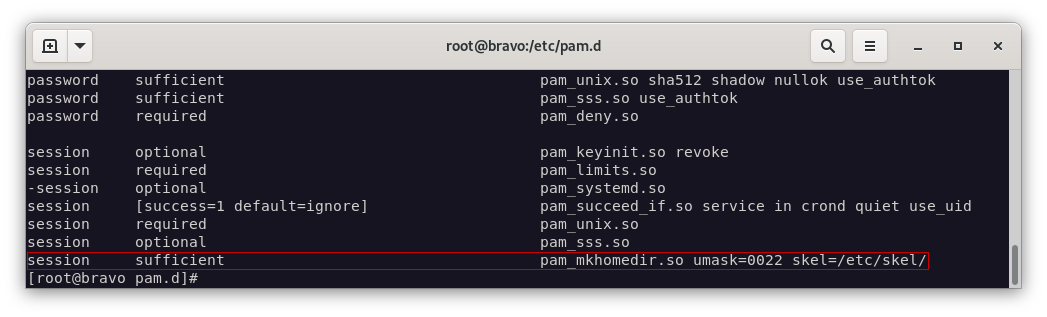 root@bravo:/etc/pam.d
password    sufficient                                   pam_unix.so sha512 shadow nullok use_authtok
password    sufficient                                   pam_sss.so use_authtok
password    required                                     pam_deny.so
session     optional                                     pam_keyinit.so revoke
session     required                                     pam_limits.so
-session    optional                                     pam_systemd.so
session     [success=1 default=ignore]                   pam_succeed_if.so service in crond quiet use_uid
session     required                                     pam_unix.so
session     optional                                     pam_sss.so
session     sufficient                                   pam_mkhomedir.so umask=0022 skel=/etc/skel/
[root@bravo pam.d]#